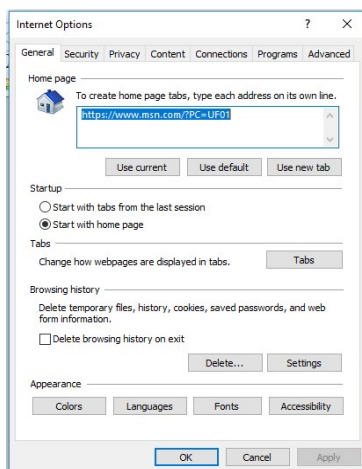 Internet Options
? X
General Security Privacy Content Connections Programs Advanced
Home page
To create home page tabs, type each address on its own line.
https://www.msn.com/?PC=UF01
Use current Use default Use new tab
Startup
Start with tabs from the last session
Start with home page
Tabs
Change how webpages are displayed in tabs. Tabs
Browsing history
Delete temporary files, history, cookies, saved passwords, and web
form information.
Delete browsing history on exit
Delete... Settings
Appearance
Colors Languages Fonts Accessibility
OK Cancel Apply